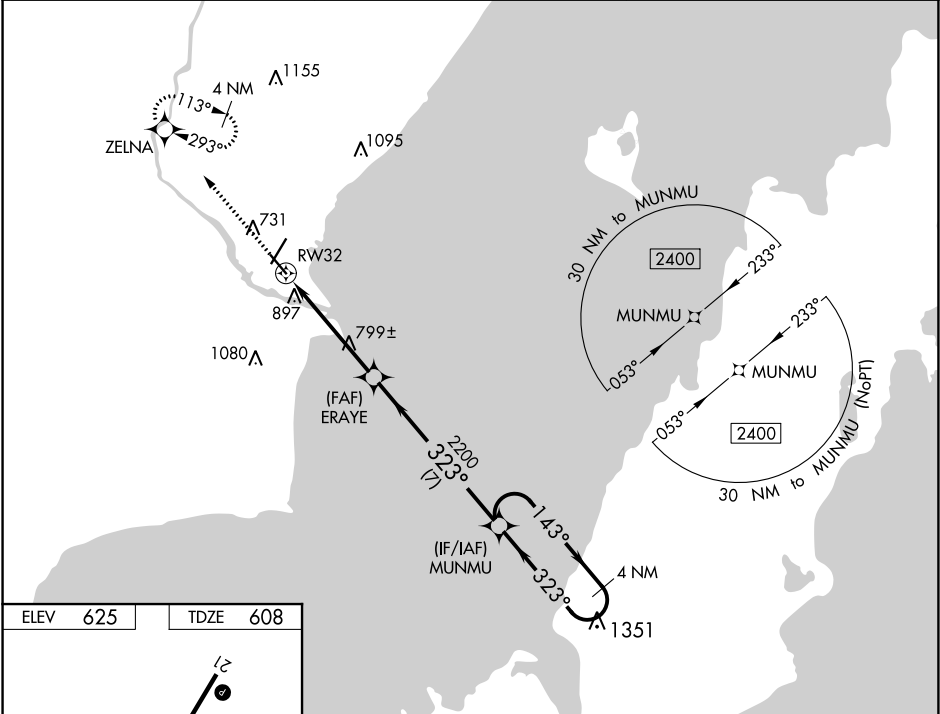 1155
4 NM
113°
293°
ZELNA
1095
731
RW32
897
799±
1080
(FAF)
ERAYE
2200
323°
(7)
(IF/IAF)
MUNMU
143°
323°
4 NM
1351
30 NM to MUNMU
2400
233°
MUNMU
053°
233°
MUNMU
053°
2400
30 NM to MUNMU (NoPT)
ELEV 625
TDZE 608
21
P